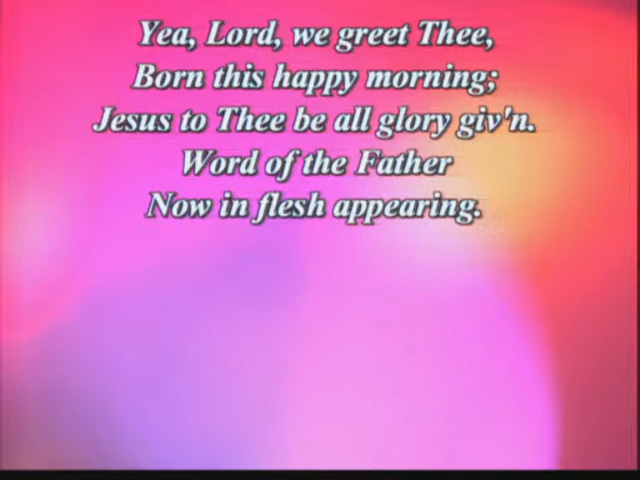 Yea, Lord, we greet Thee,
Born this happy morning;
Jesus to Thee be all glory giv'n.
Word of the Father
Now in flesh appearing.